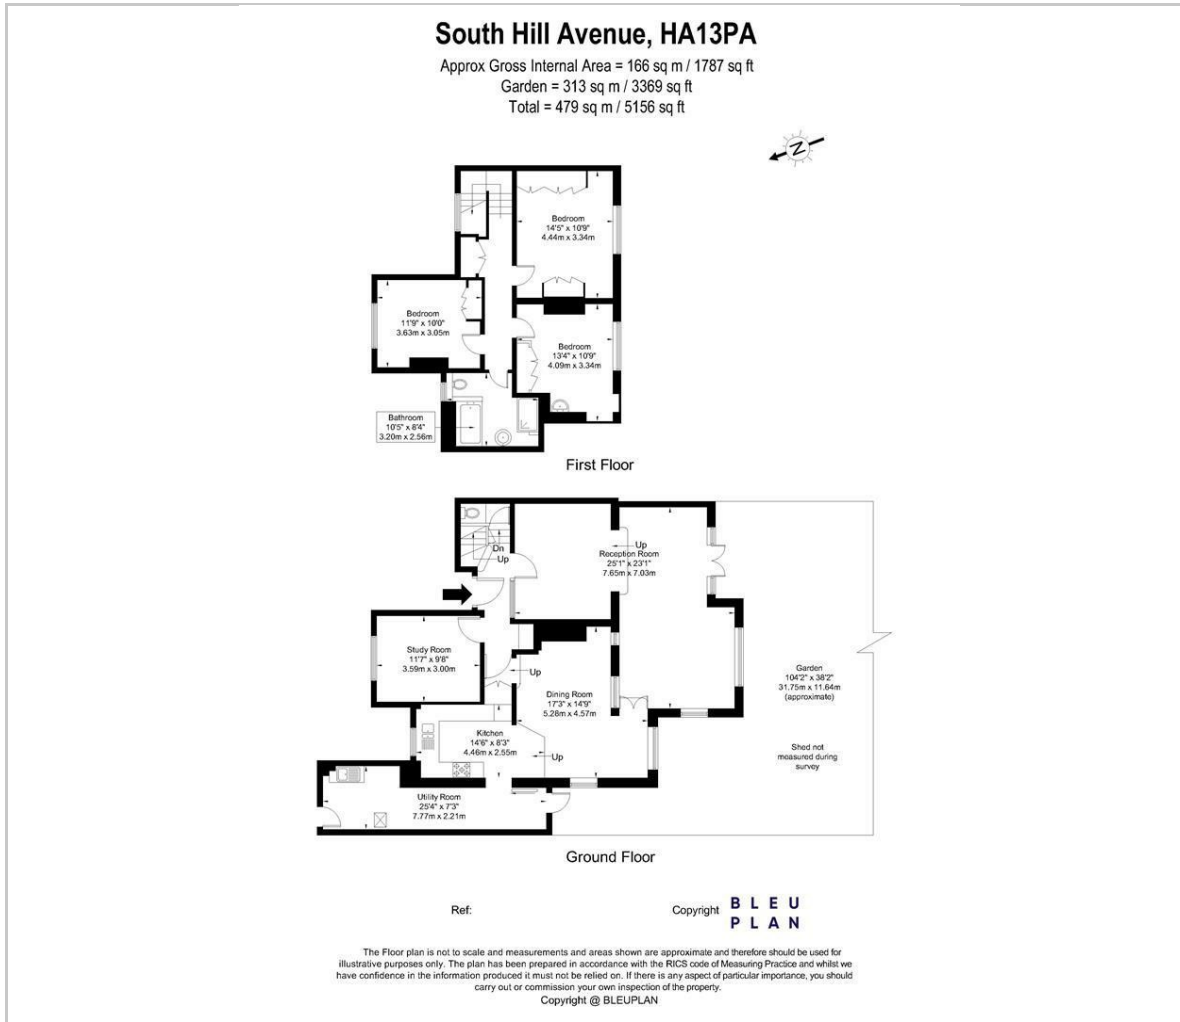 South Hill Avenue, HA13PA
Approx Gross Internal Area = 166 sq m / 1787 sq ft
Garden = 313 sq m / 3369 sq ft
Total = 479 sq m / 5156 sq ft
N
Bedroom
14'5" x 10'9"
4.44m x 3.34m
Bedroom
11'9" x 10'0"
3.63m x 3.05m
Bedroom
13'4" x 10'9"
4.09m x 3.34m
Bathroom
10'5" x 8'4"
3.20m x 2.56m
First Floor
Dn
Up
Up
Reception Room
25'1" x 23'1"
7.65m x 7.03m
Study Room
11'7" x 9'8"
3.59m x 3.00m
Up
Dining Room
17'3" x 14'9"
5.28m x 4.57m
Garden
104'2" x 38'2"
31.75m x 11.64m
(approximate)
Kitchen
14'6" x 8'3"
4.46m x 2.55m
Up
Shed not
measured during
survey
Utility Room
25'4" x 7'3"
7.77m x 2.21m
Ground Floor
Ref:
Copyright
BLEU
PLAN
The Floor plan is not to scale and measurements and areas shown are approximate and therefore should be used for
illustrative purposes only. The plan has been prepared in accordance with the RICS code of Measuring Practice and whilst we
have confidence in the information produced it must not be relied on. If there is any aspect of particular importance, you should
carry out or commission your own inspection of the property.
Copyright @ BLEUPLAN